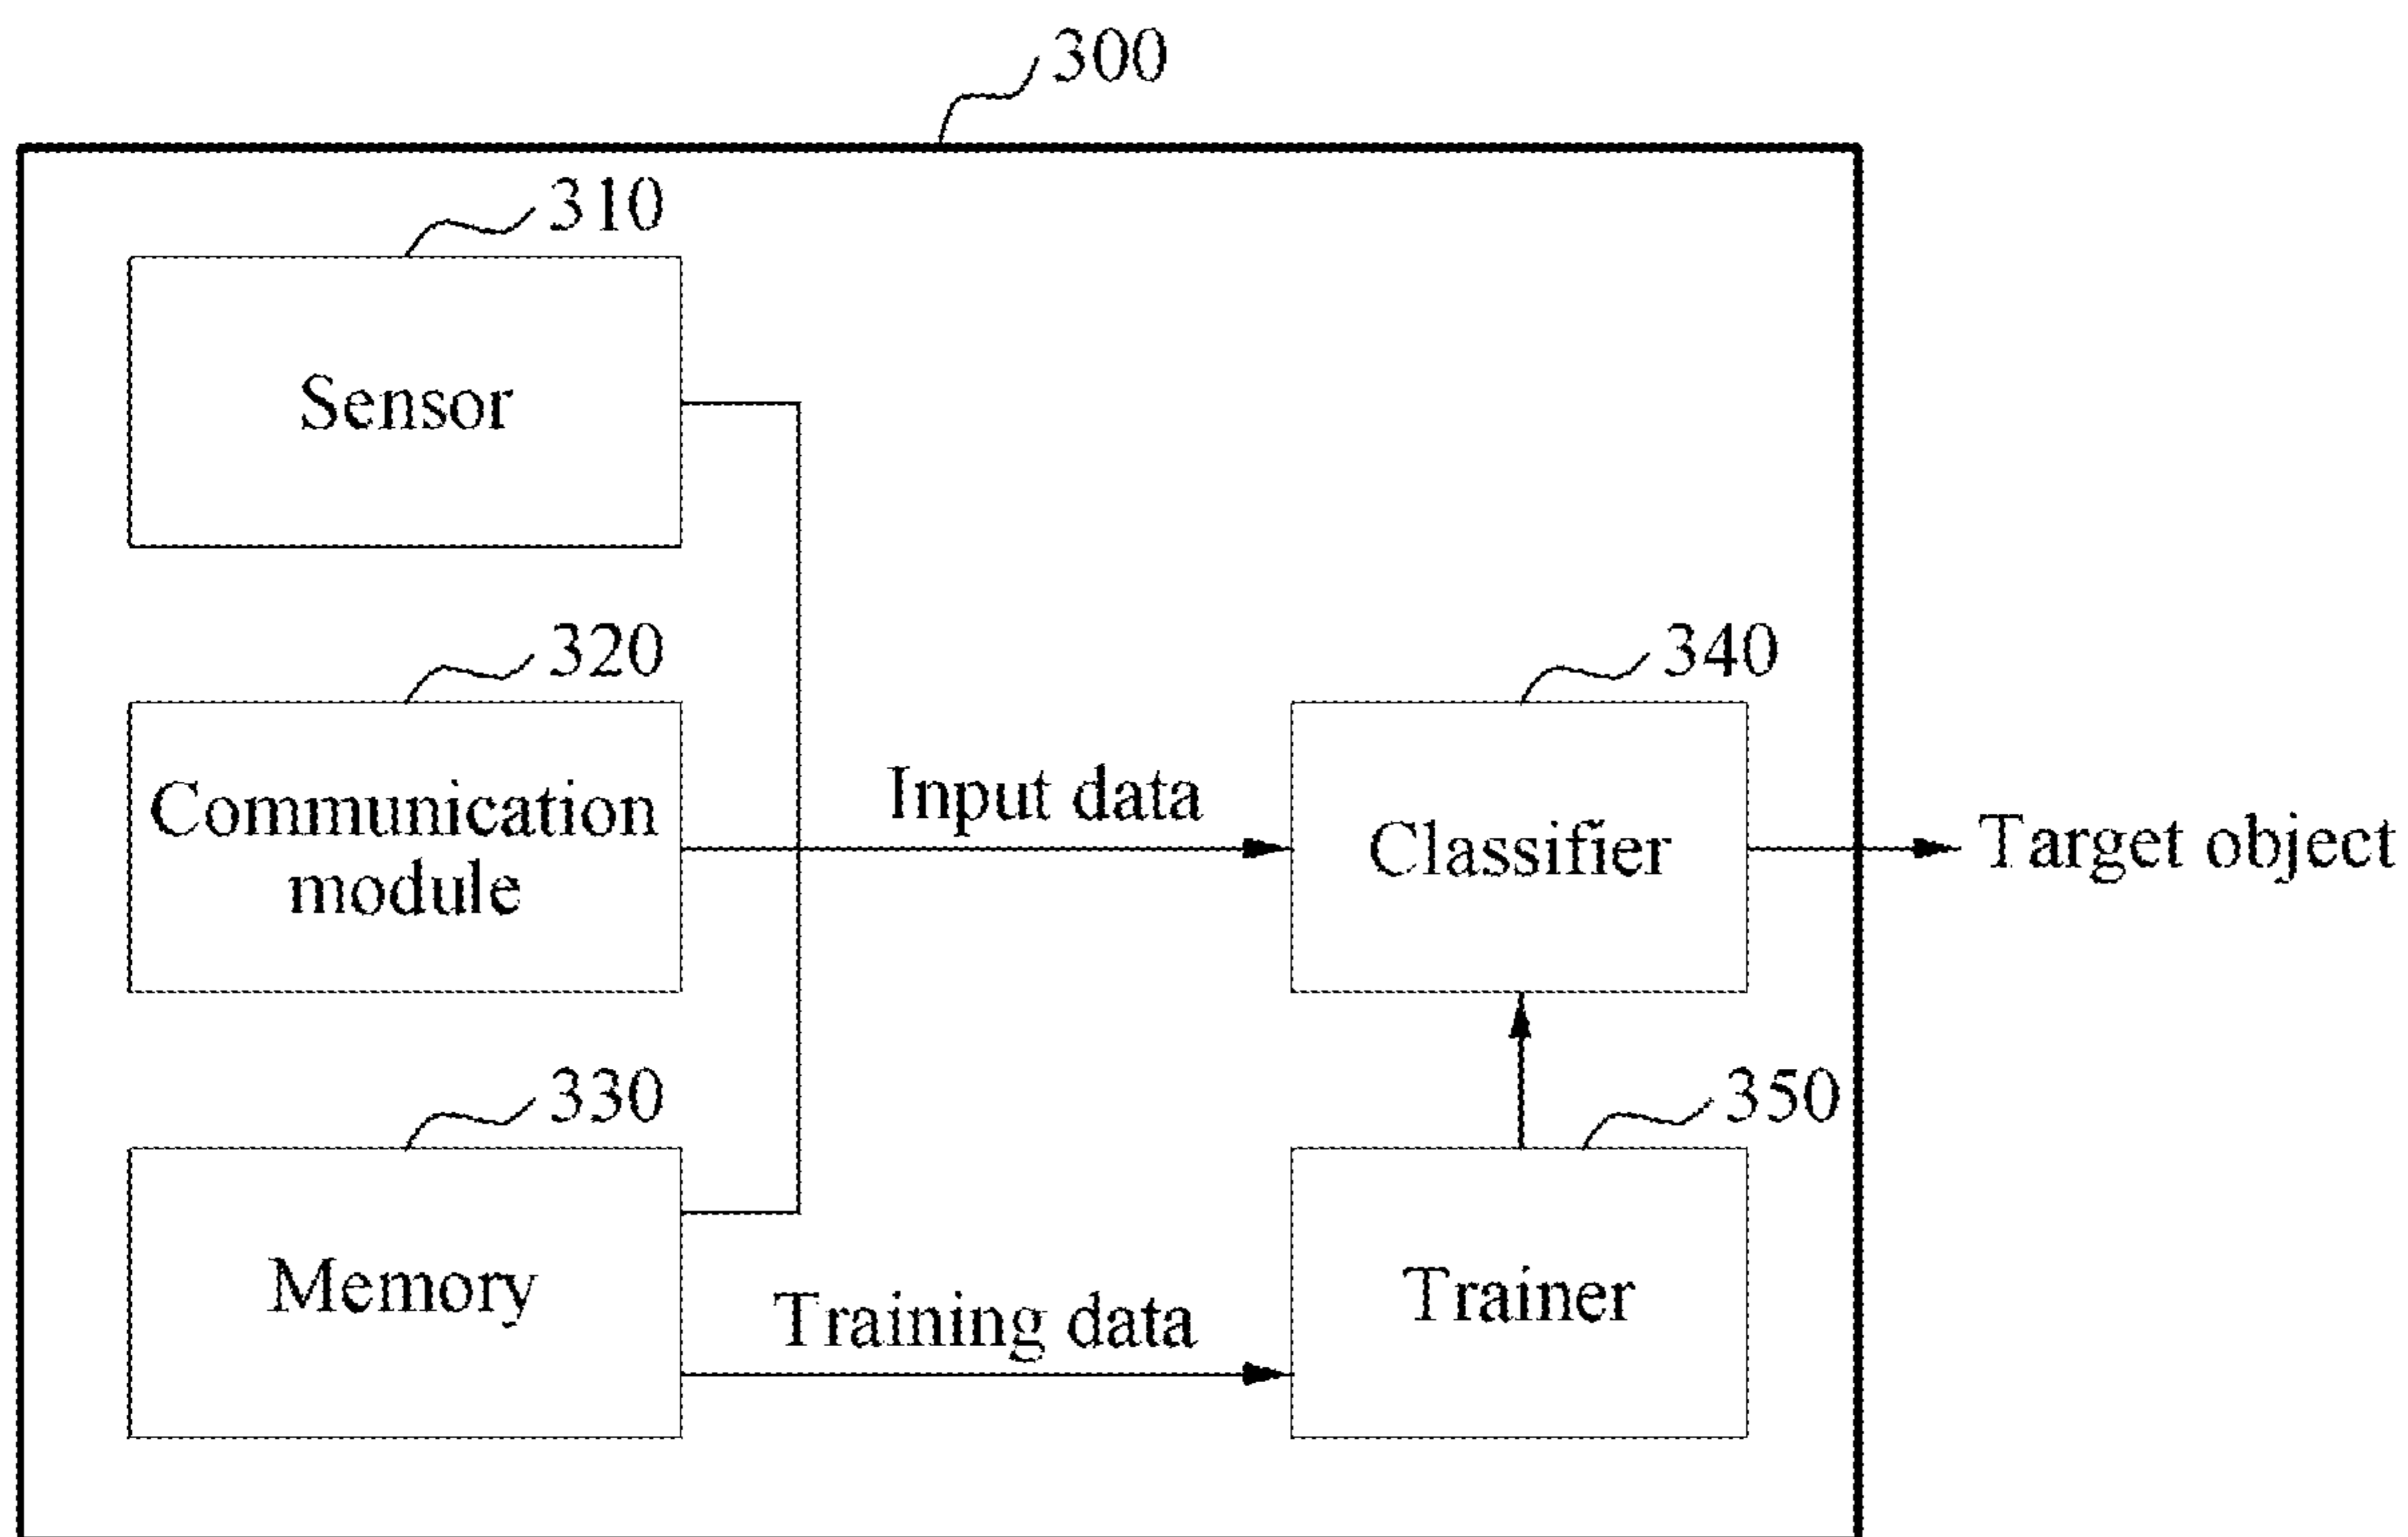 300
310
Sensor
320
340
Communication
module
Input data
Classifier
Target object
330
350
Memory
Training data
Trainer